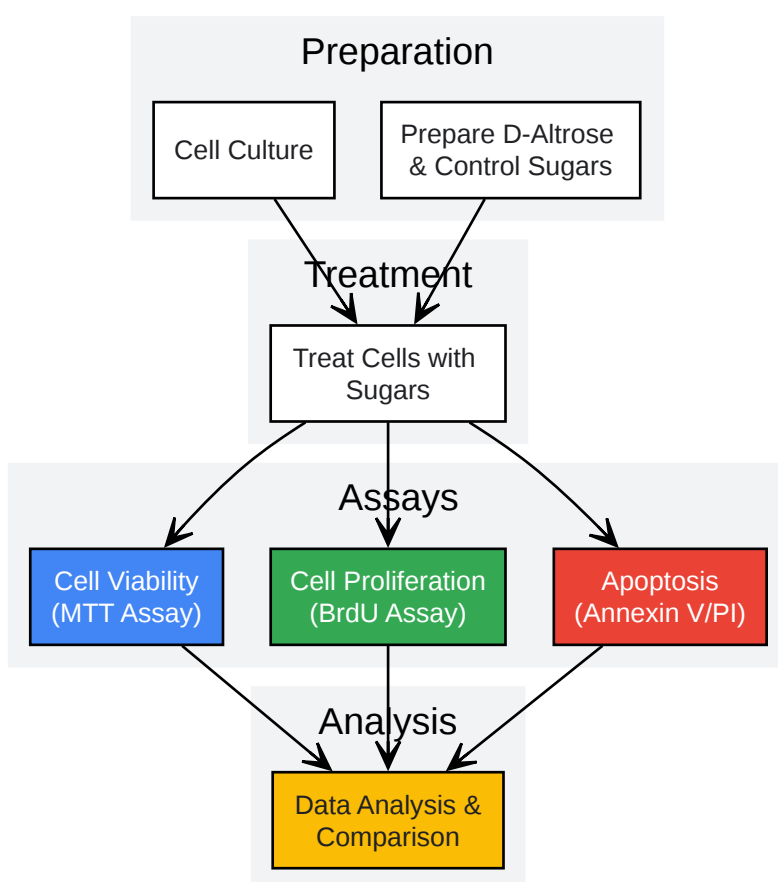 Preparation
Cell Culture
Prepare D-Altrose
& Control Sugars
Treatment
Treat Cells with
Sugars
Assays
Cell Viability
(MTT Assay)
Cell Proliferation
(BrdU Assay)
Apoptosis
(Annexin V/PI)
Analysis
Data Analysis &
Comparison